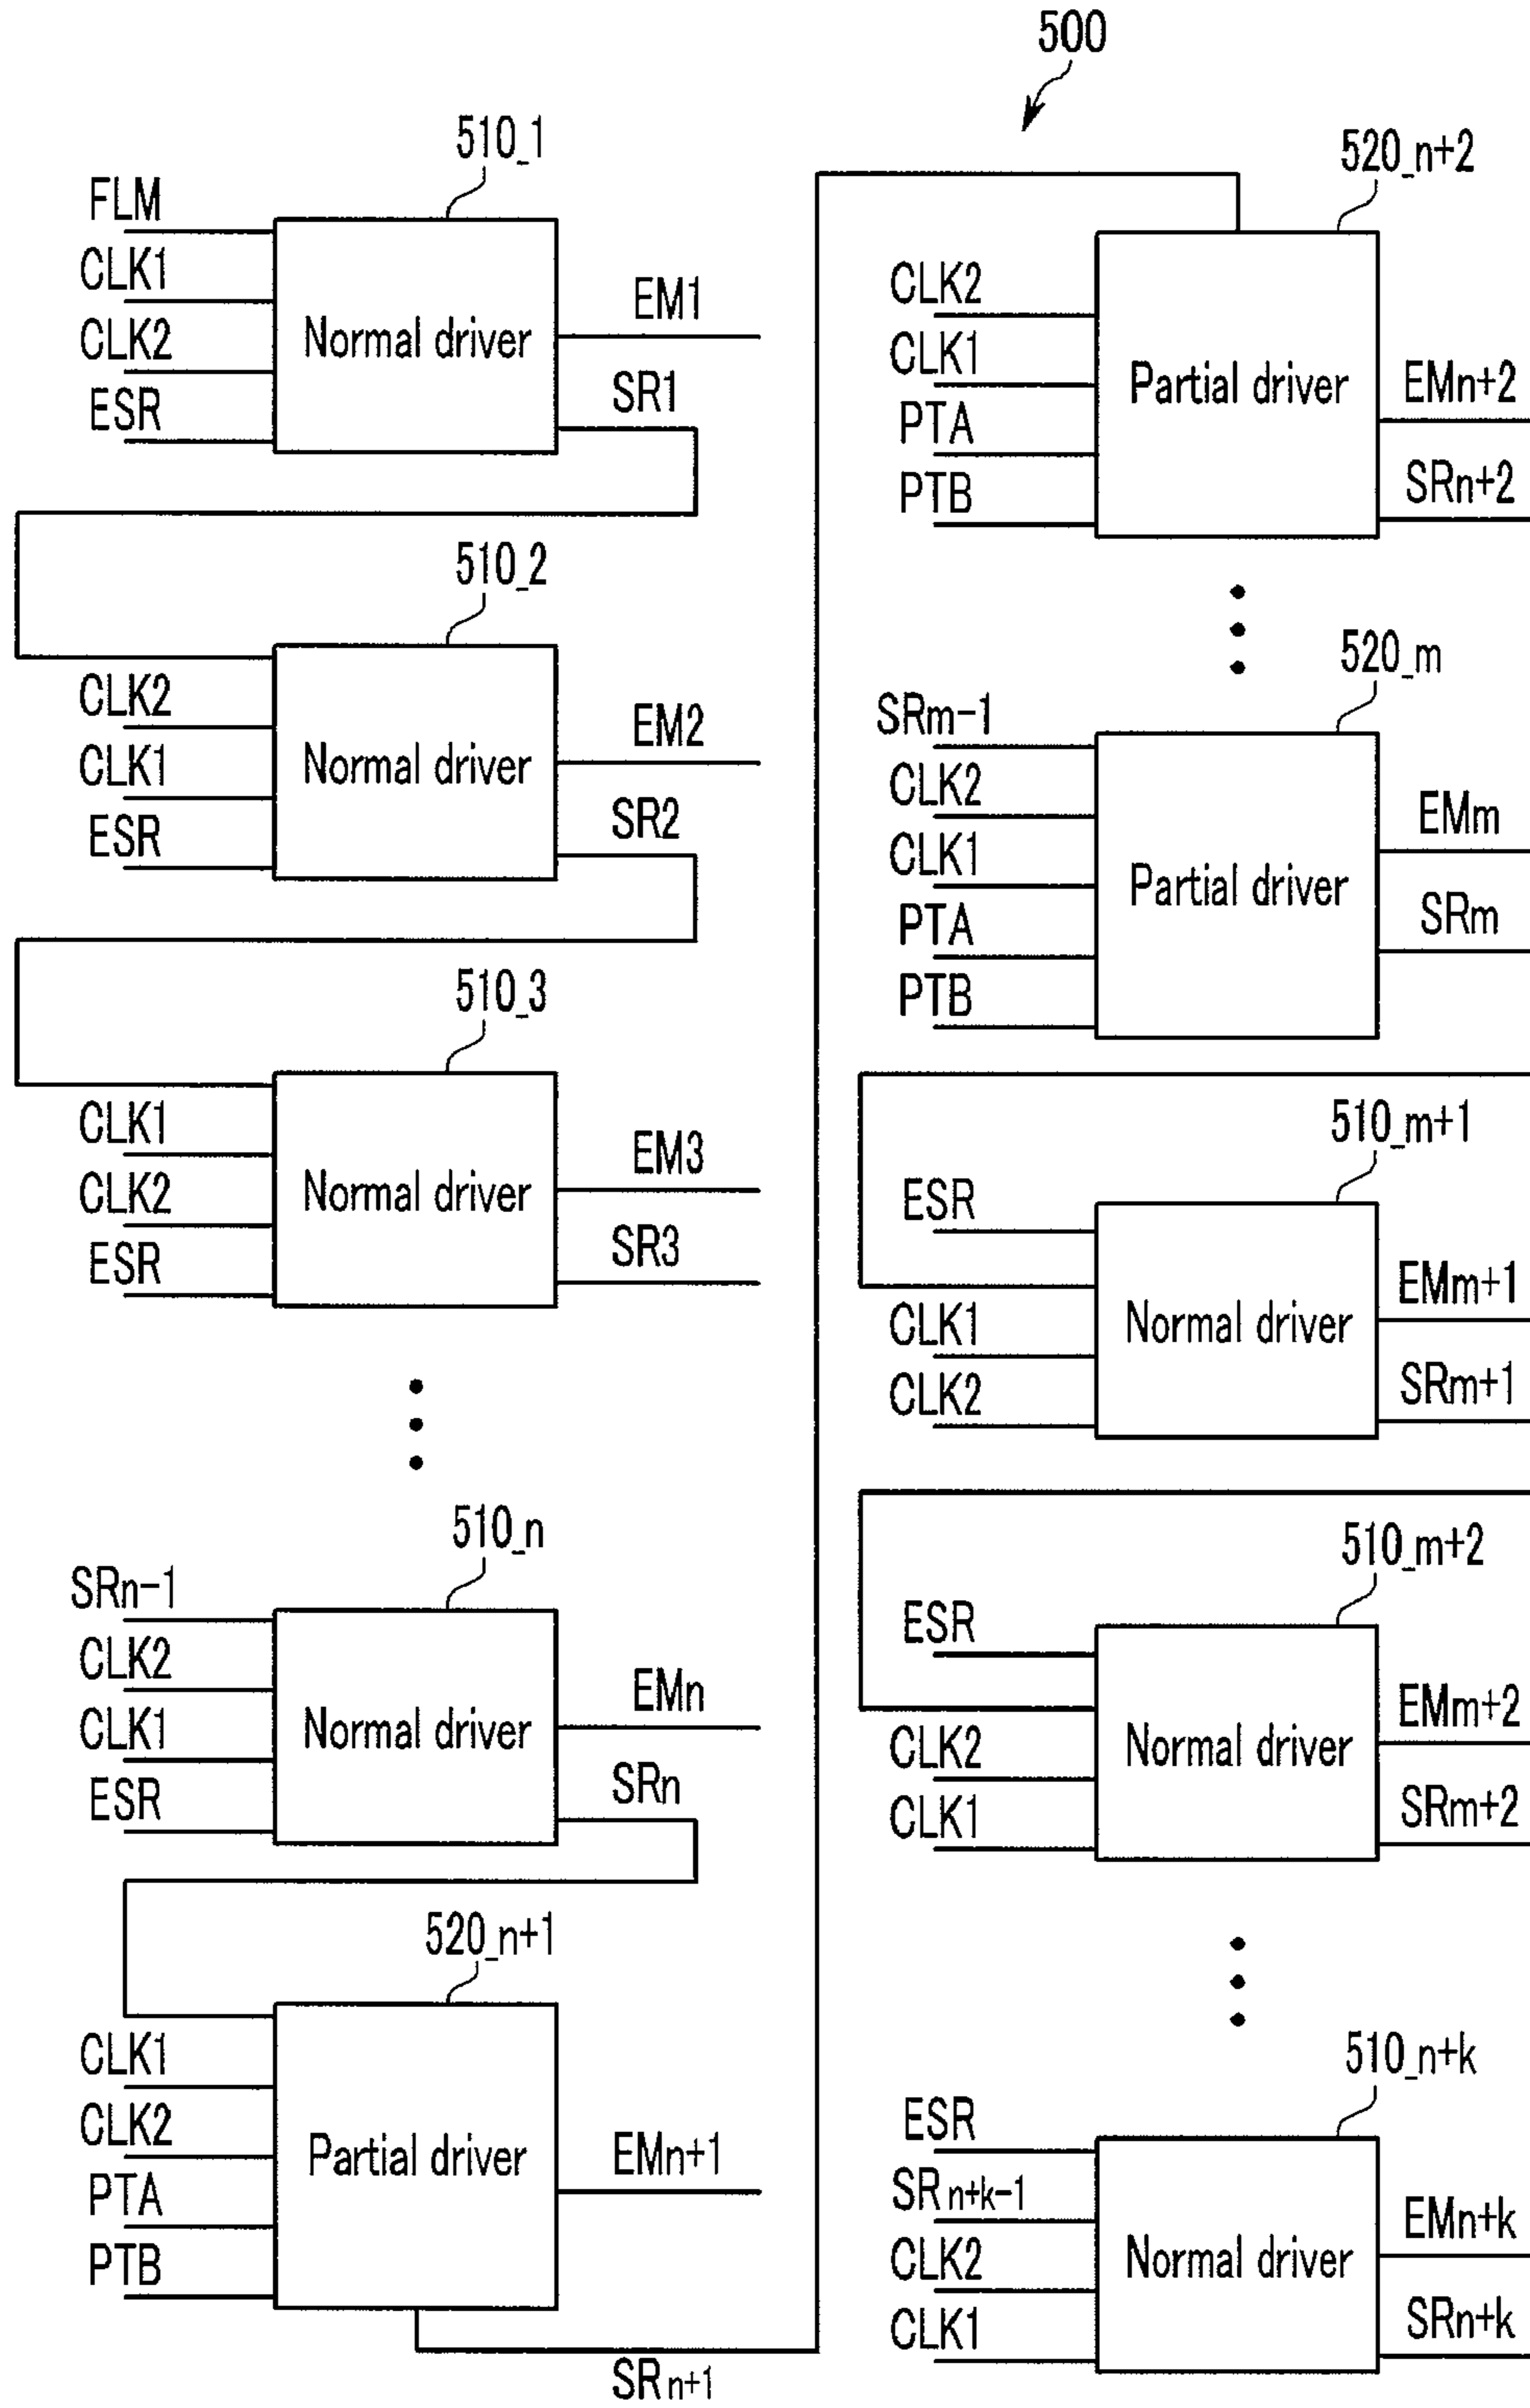 500
510_1
FLM
CLK1
CLK2
ESR
Normal driver
EM1
SR1
510_2
CLK2
CLK1
ESR
Normal driver
EM2
SR2
510_3
CLK1
CLK2
ESR
Normal driver
EM3
SR3
510_n
SRn-1
CLK2
CLK1
ESR
Normal driver
EMn
SRn
520_n+1
CLK1
CLK2
PTA
PTB
Partial driver
EMn+1
SRn+1
520_n+2
CLK2
CLK1
PTA
PTB
Partial driver
EMn+2
SRn+2
520_m
SRm-1
CLK2
CLK1
PTA
PTB
Partial driver
EMm
SRm
510_m+1
ESR
CLK1
CLK2
Normal driver
EMm+1
SRm+1
510_m+2
ESR
CLK2
CLK1
Normal driver
EMm+2
SRm+2
510_n+k
ESR
SRn+k-1
CLK2
CLK1
Normal driver
EMn+k
SRn+k